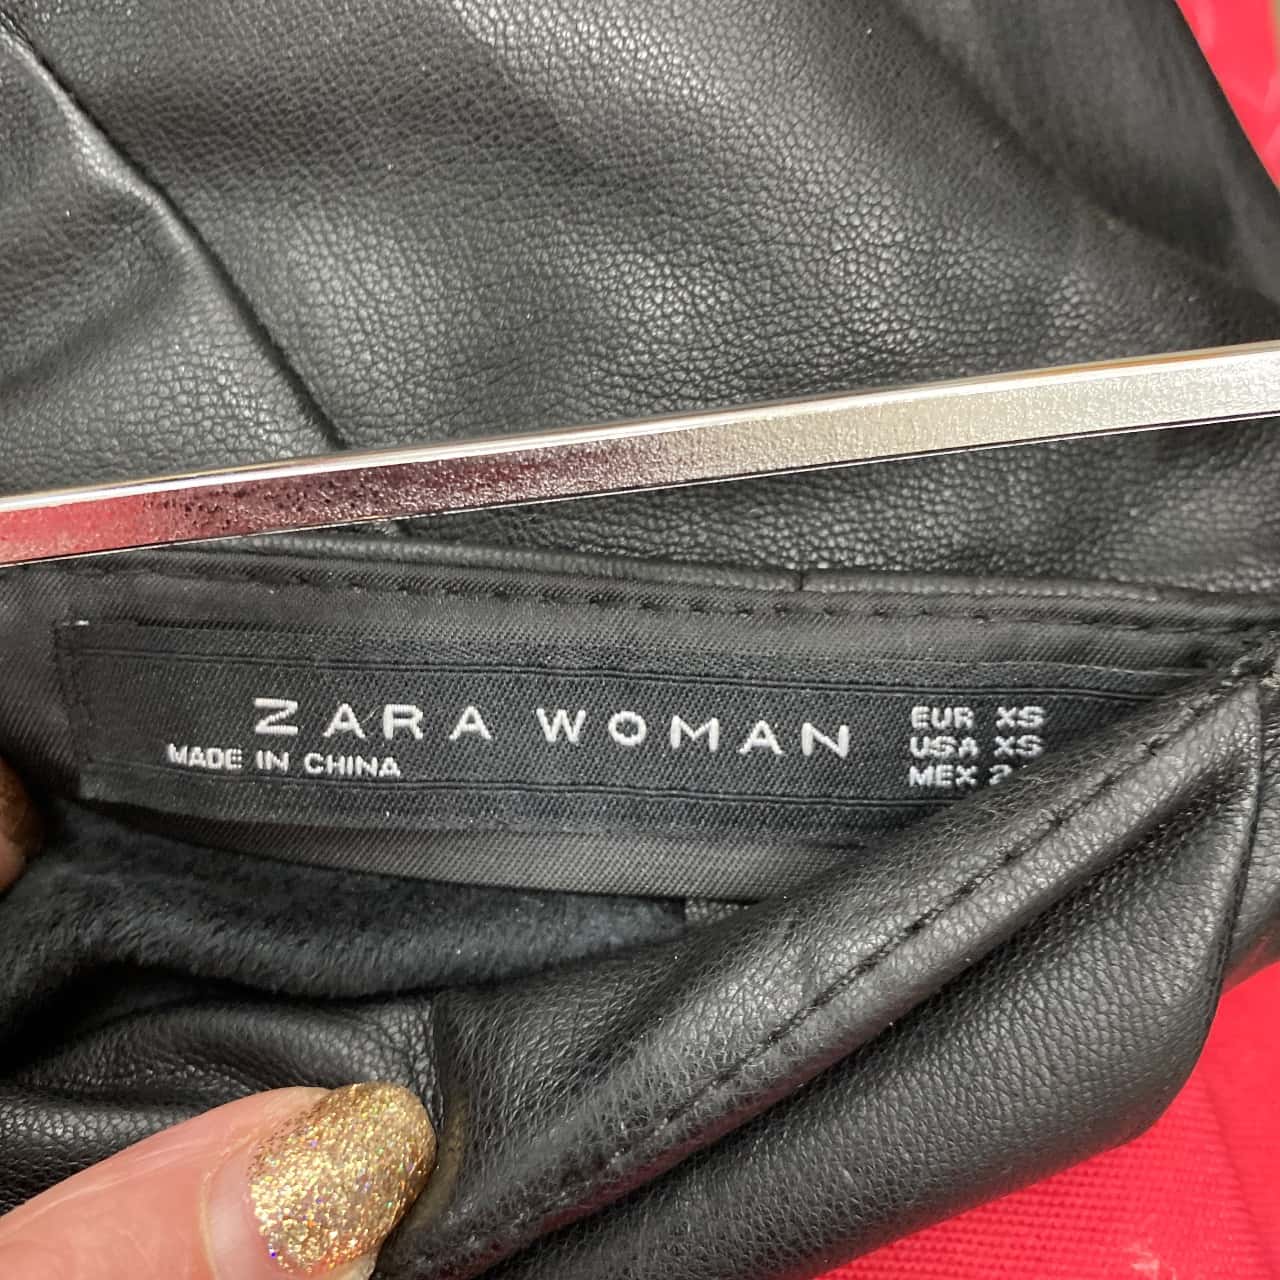 ZARA WOMAN
MADE IN CHINA
EUR XS
USA XS
MEX